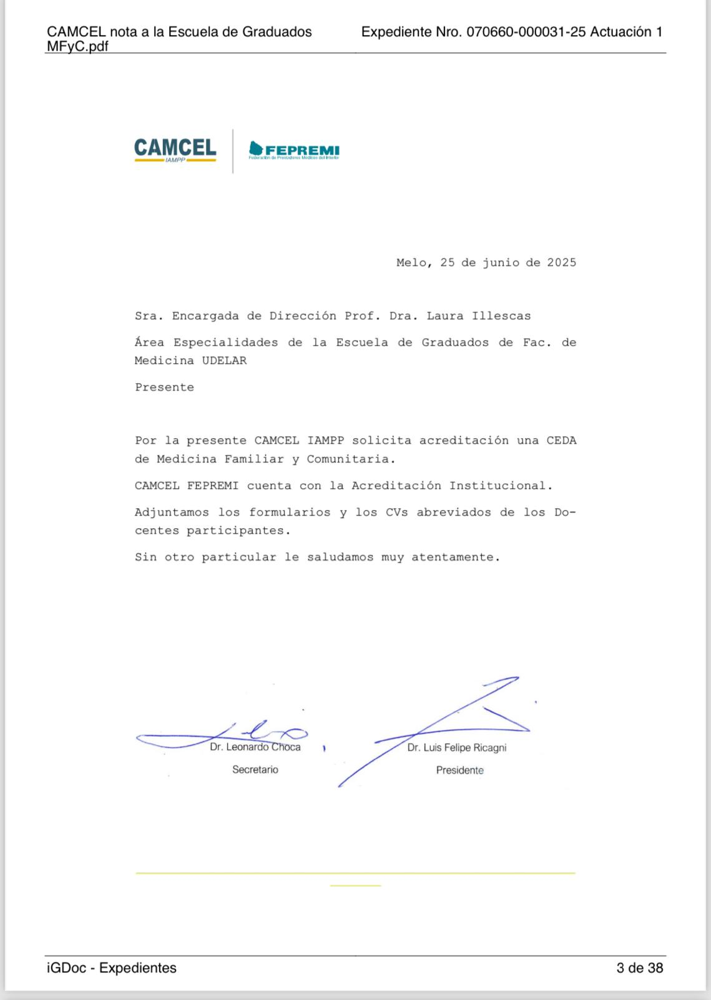 CAMCEL nota a la Escuela de Graduados
MFyC.pdf
Expediente Nro. 070660-000031-25 Actuación 1
CAMCEL
IAMPP
FEPREMI
Federación de Prestadores Médicos del Interior
Melo, 25 de junio de 2025
Sra. Encargada de Dirección Prof. Dra. Laura Illescas
Área Especialidades de la Escuela de Graduados de Fac. de
Medicina UDELAR
Presente
Por la presente CAMCEL IAMPP solicita acreditación una CEDA
de Medicina Familiar y Comunitaria.
CAMCEL FEPREMI cuenta con la Acreditación Institucional.
Adjuntamos los formularios y los CVs abreviados de los Do-
centes participantes.
Sin otro particular le saludamos muy atentamente.
Dr. Leonardo Choca
Secretario
Dr. Luis Felipe Ricagni
Presidente
iGDoc - Expedientes
3 de 38